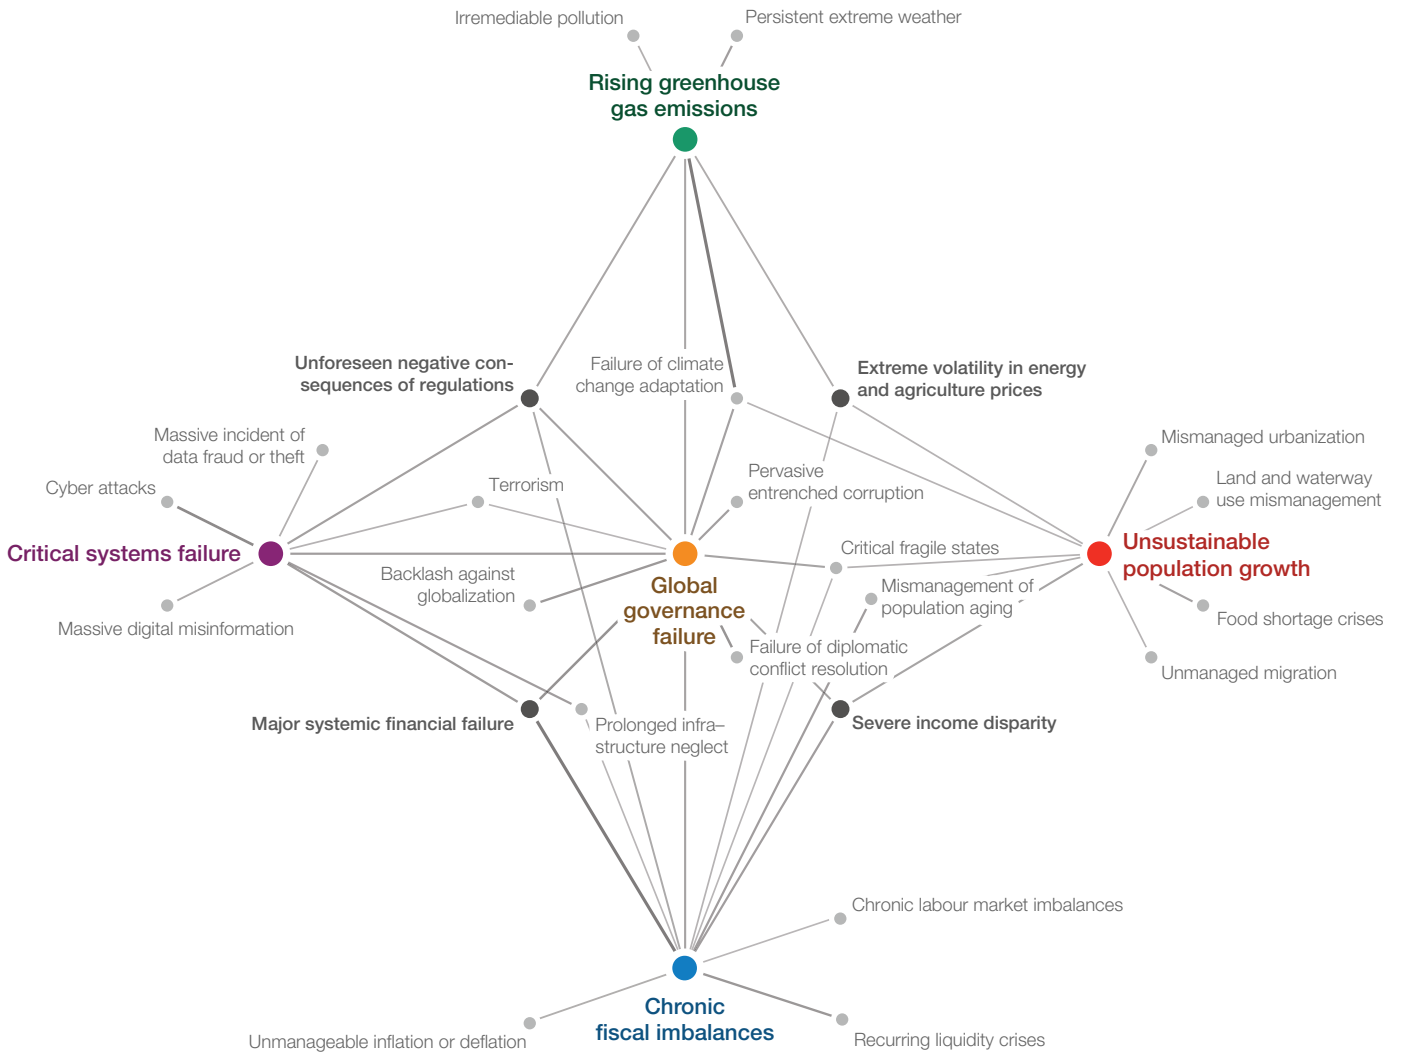 Irremediable pollution
Persistent extreme weather
Rising greenhouse
gas emissions
Unforeseen negative con-
sequences of regulations
Failure of climate
change adaptation
Extreme volatility in energy
and agriculture prices
Massive incident of
data fraud or theft
Mismanaged urbanization
Cyber attacks
Terrorism
Pervasive
entrenched corruption
Land and waterway
use mismanagement
Critical systems failure
Critical fragile states
Unsustainable
population growth
Backlash against
globalization
Global
governance
failure
Mismanagement of
population aging
Massive digital misinformation
Food shortage crises
Failure of diplomatic
conflict resolution
Unmanaged migration
Major systemic financial failure
Prolonged infra–
structure neglect
Severe income disparity
Chronic labour market imbalances
Chronic
fiscal imbalances
Unmanageable inflation or deflation
Recurring liquidity crises